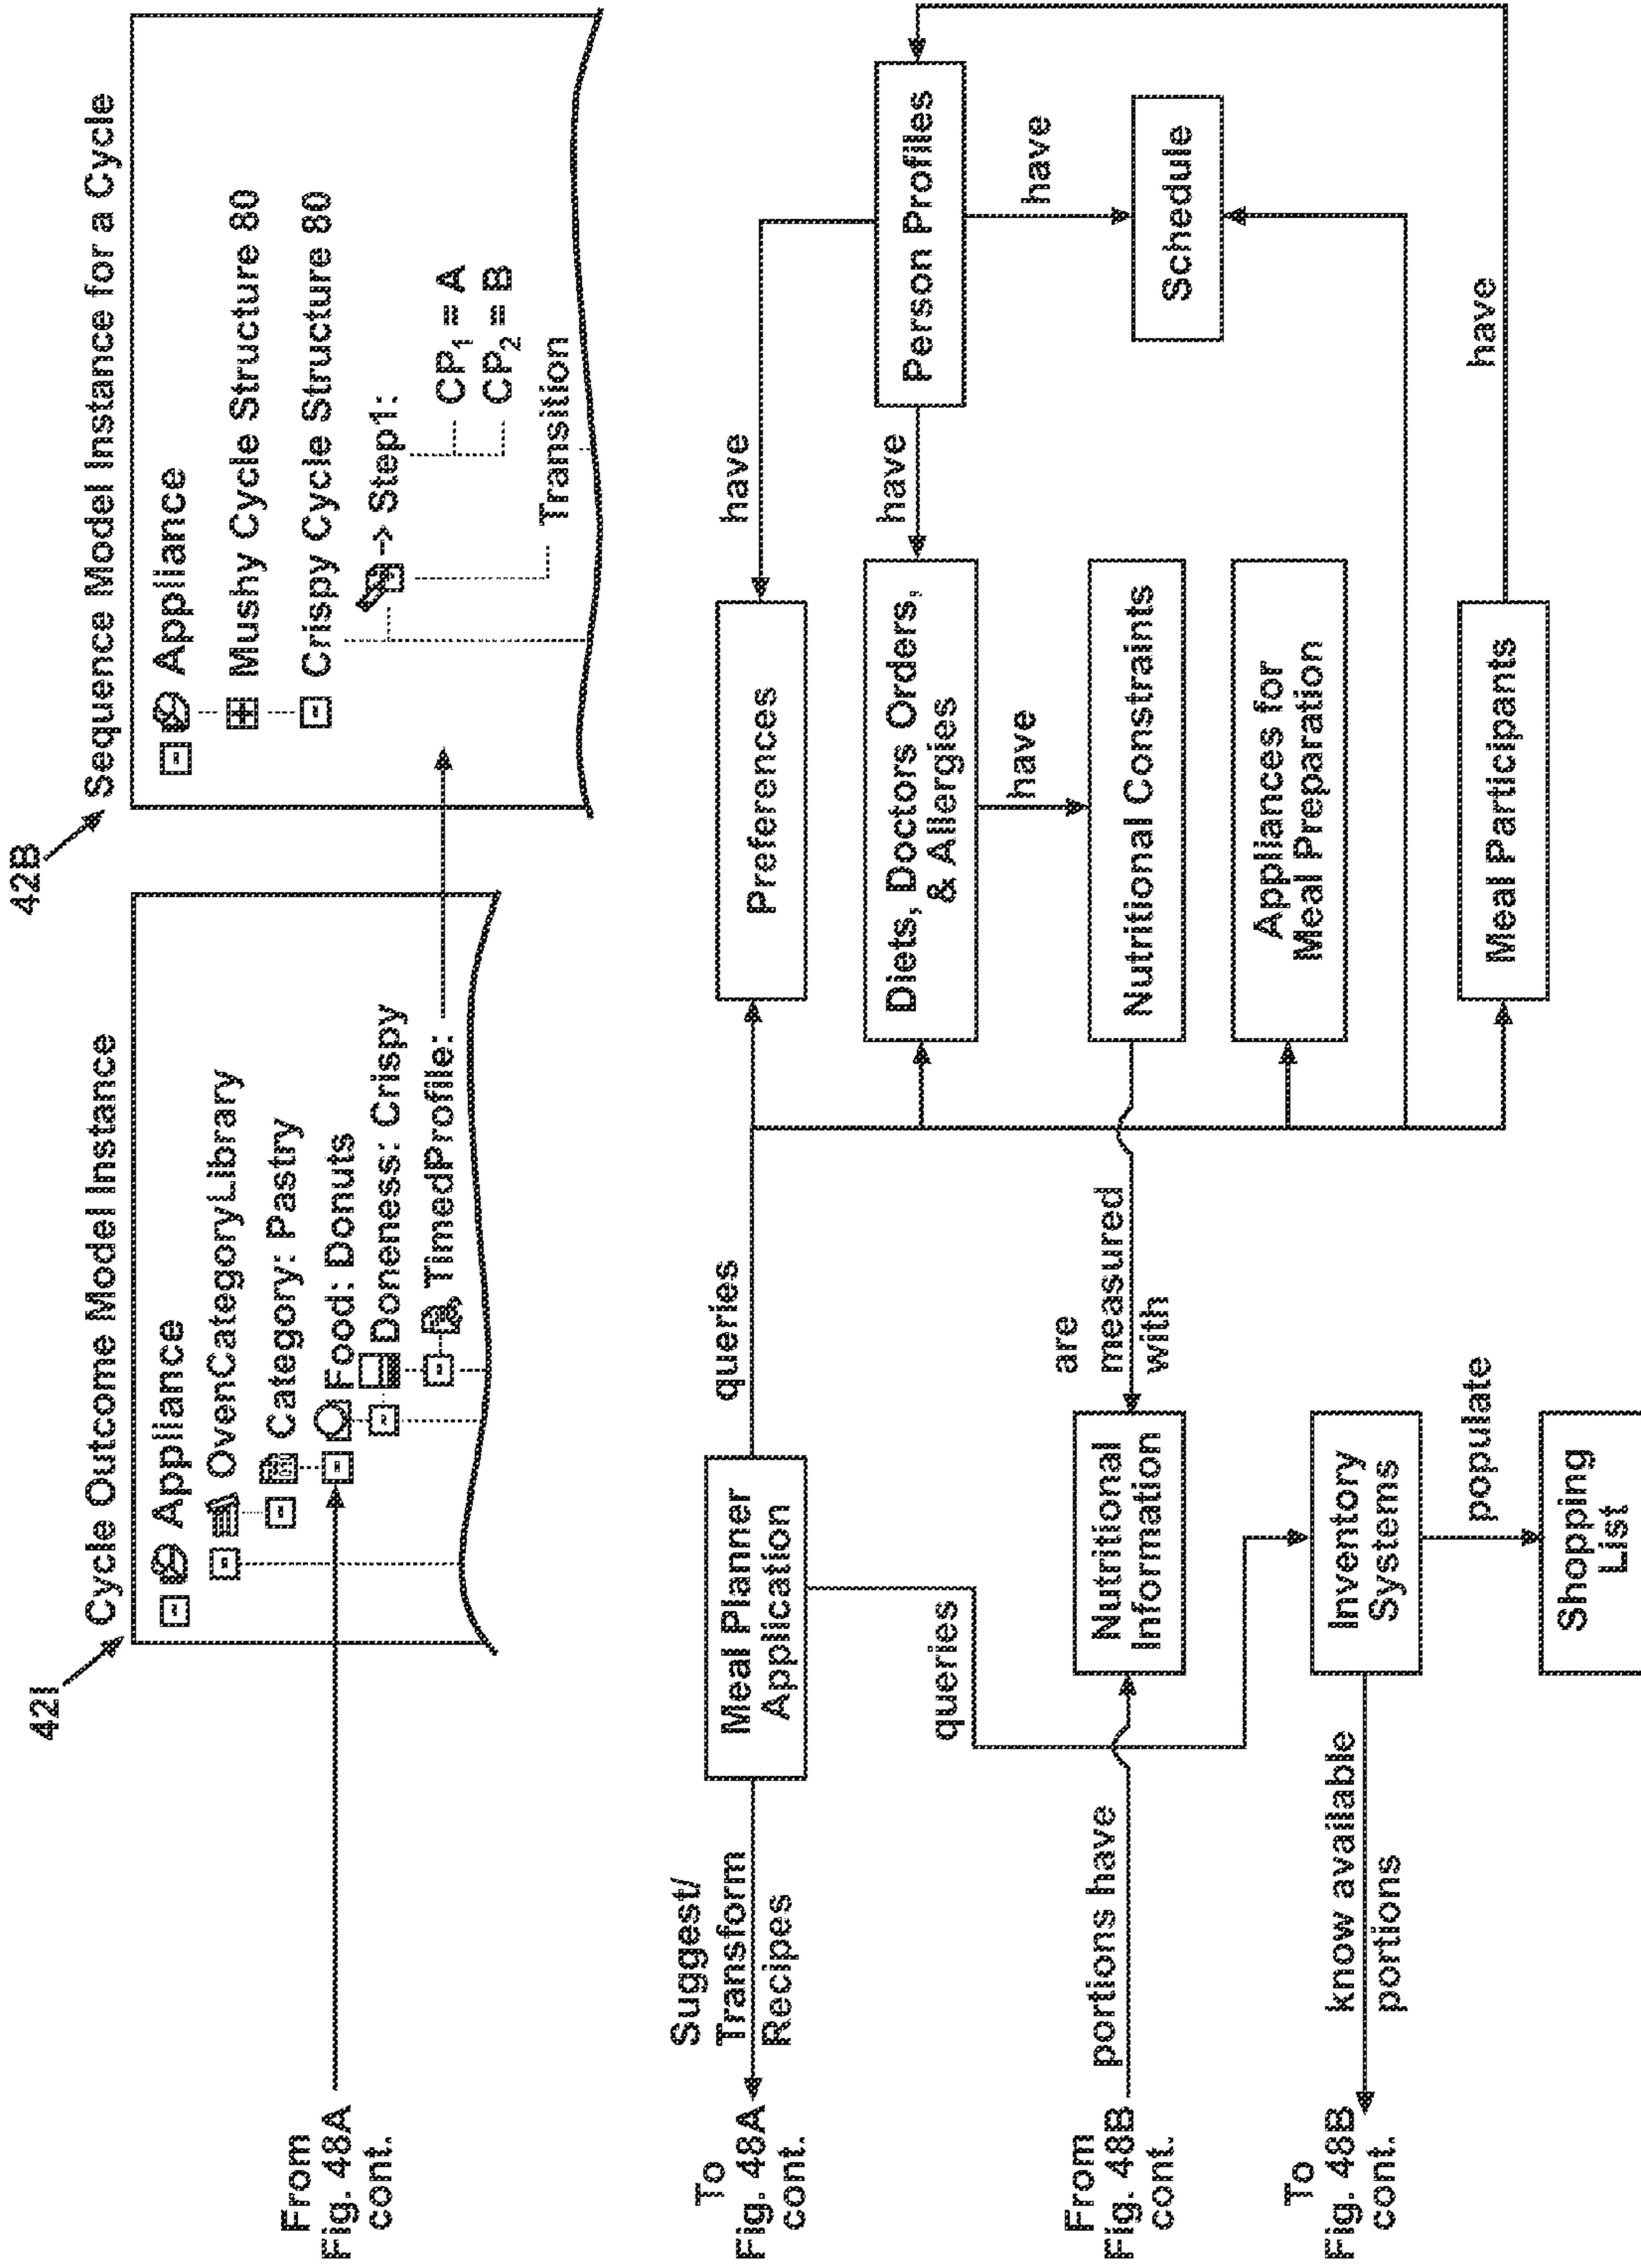 42I
Cycle Outcome Model Instance
Appliance
OvenCategoryLibrary
Category: Pastry
Food: Donuts
Doneness: Crispy
TimedProfile:
42B
Sequence Model Instance for a Cycle
Appliance
Mushy Cycle Structure 80
Crispy Cycle Structure 80
-> Step1:
CP1 = A
CP2 = B
Transition
From
Fig. 48A
cont.
To
Fig. 48A
cont.
Suggest/
Transform
Recipes
Meal Planner
Application
queries
Preferences
have
Diets, Doctors Orders,
& Allergies
have
Person Profiles
have
Schedule
have
Nutritional Constraints
Appliances for
Meal Preparation
Meal Participants
have
From
Fig. 48B
cont.
portions have
queries
Nutritional
Information
are
measured
with
To
Fig. 48B
cont.
know available
portions
Inventory
Systems
populate
Shopping
List